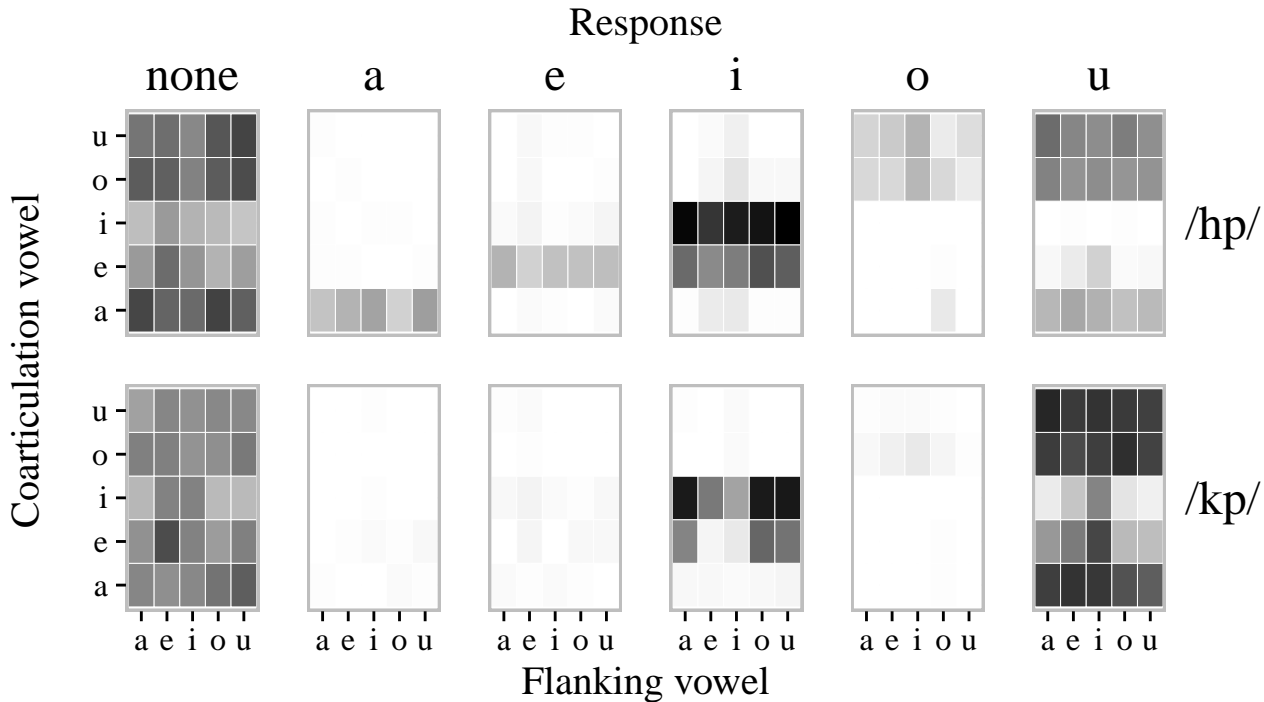 Response
none a e i o u
Coarticulation vowel
u
o
i
e
a
/hp/
u
o
i
e
a
/kp/
a e i o u a e i o u a e i o u a e i o u a e i o u a e i o u
Flanking vowel